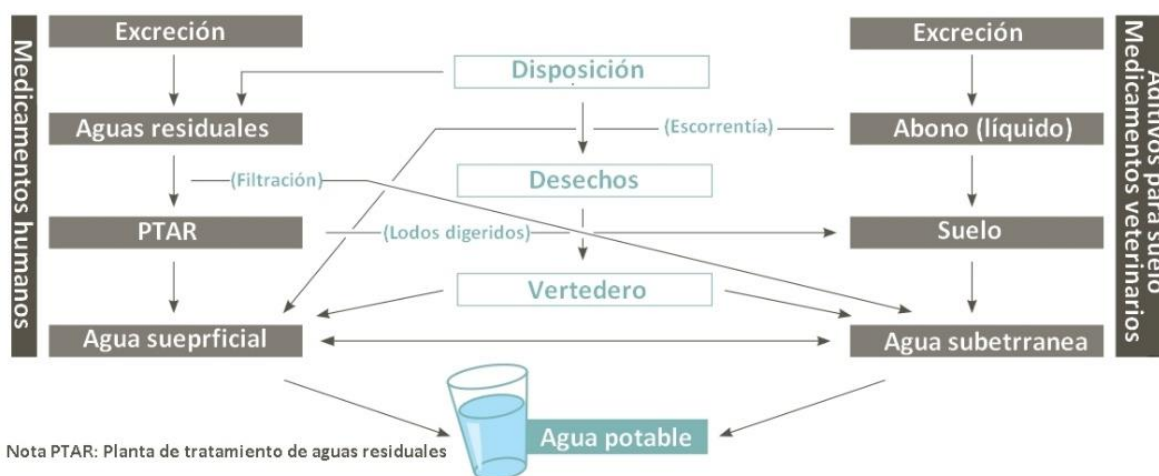 Medicamentos humanos
Excreción
Disposición
Excreción
Aditivos para suelo
Medicamentos veterinarios
Aguas residuales
(Escorrentía)
Abono (líquido)
(Filtración)
Desechos
PTAR
(Lodos digeridos)
Suelo
Vertedero
Agua sueprficial
Agua subetrranea
Agua potable
Nota PTAR: Planta de tratamiento de aguas residuales